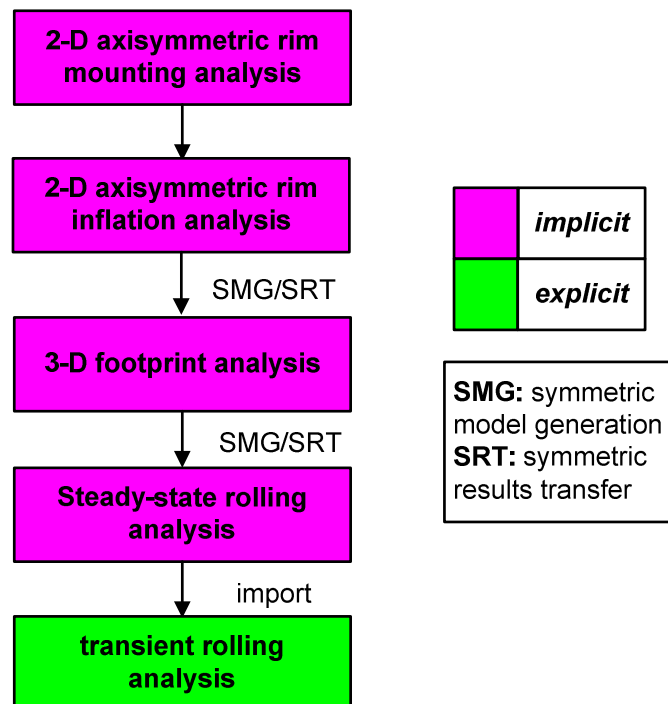 2-D axisymmetric rim
mounting analysis
2-D axisymmetric rim
inflation analysis
SMG/SRT
3-D footprint analysis
SMG/SRT
Steady-state rolling
analysis
import
transient rolling
analysis
implicit
explicit
SMG: symmetric
model generation
SRT: symmetric
results transfer